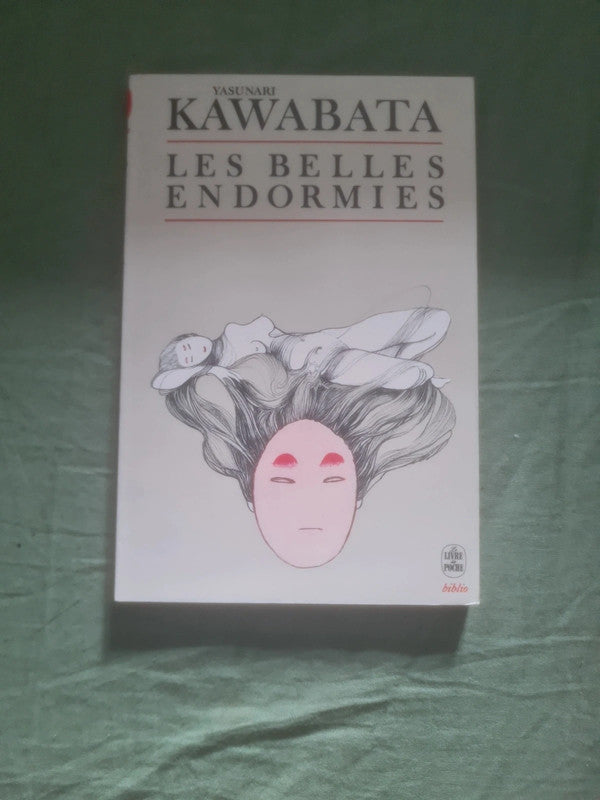 YASUNARI
KAWABATA
LES BELLES
ENDORMIES
Le
LIVRE
de
POCHE
biblio